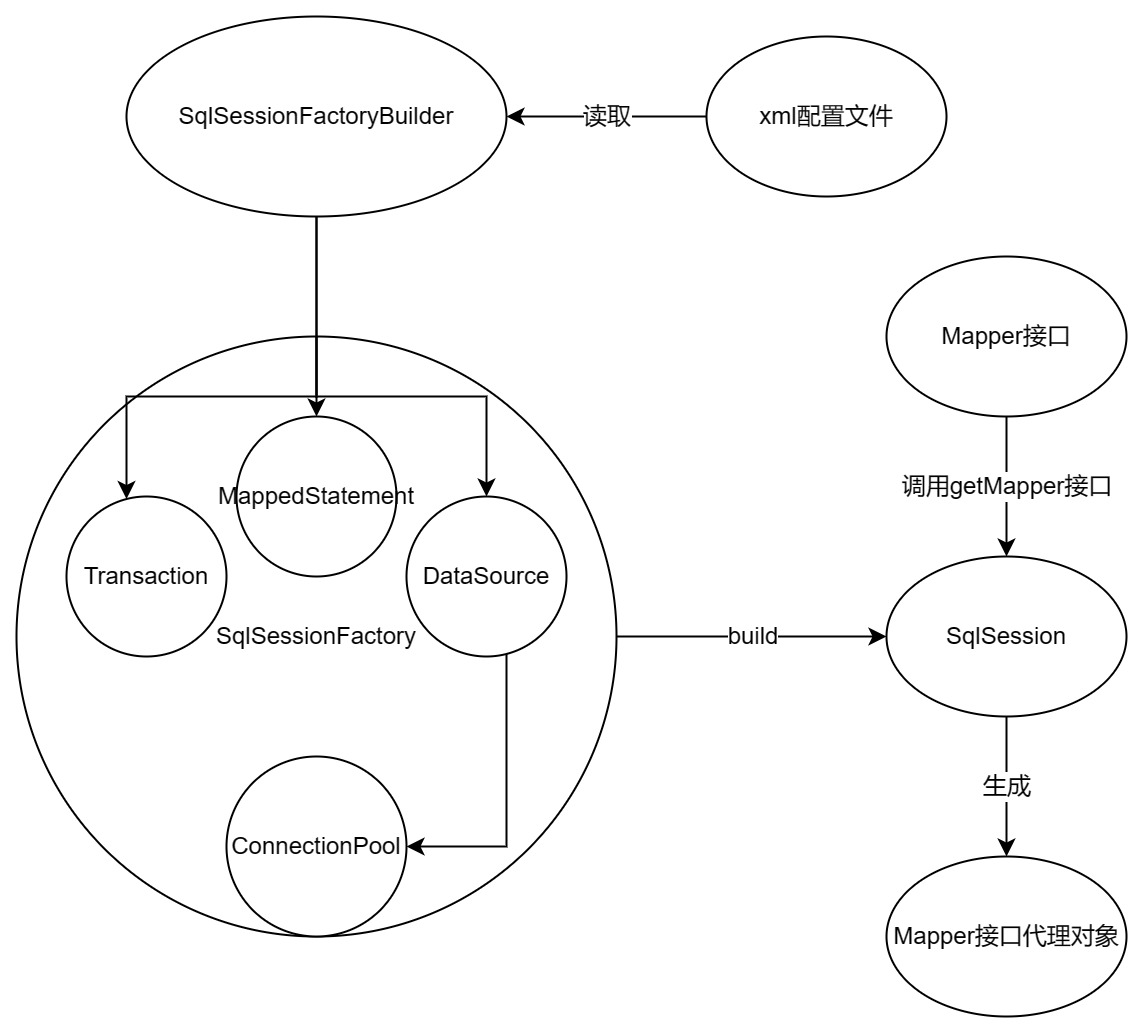 SqlSessionFactoryBuilder
读取
xml配置文件
Mapper接口
调用getMapper接口
MappedStatement
Transaction
DataSource
SqlSessionFactory
build
SqlSession
生成
ConnectionPool
Mapper接口代理对象